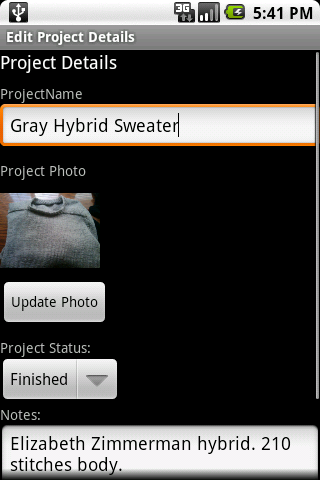 3G 5:41 PM
Edit Project Details
Project Details
ProjectName
Gray Hybrid Sweater
Project Photo
Update Photo
Project Status:
Finished
Notes:
Elizabeth Zimmerman hybrid. 210
stitches body.